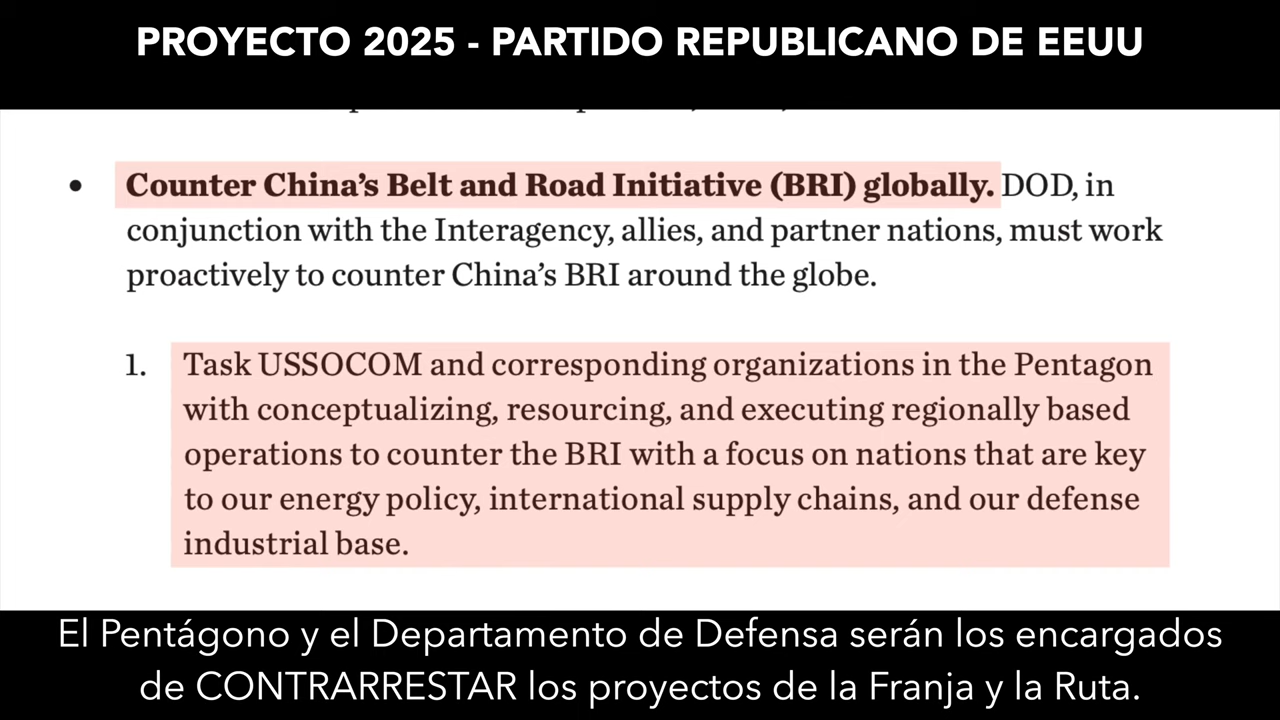 PROYECTO 2025 - PARTIDO REPUBLICANO DE EEUU
• Counter China’s Belt and Road Initiative (BRI) globally. DOD, in
conjunction with the Interagency, allies, and partner nations, must work
proactively to counter China’s BRI around the globe.
1. Task USSOCOM and corresponding organizations in the Pentagon
with conceptualizing, resourcing, and executing regionally based
operations to counter the BRI with a focus on nations that are key
to our energy policy, international supply chains, and our defense
industrial base.
El Pentágono y el Departamento de Defensa serán los encargados
de CONTRARRESTAR los proyectos de la Franja y la Ruta.